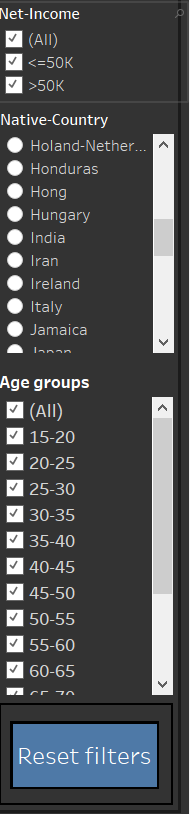 Net-Income
(All)
<=50K
>50K
Native-Country
Holand-Nether...
Honduras
Hong
Hungary
India
Iran
Ireland
Italy
Jamaica
Japan
Age groups
(All)
15-20
20-25
25-30
30-35
35-40
40-45
45-50
50-55
55-60
60-65
65-70
Reset filters